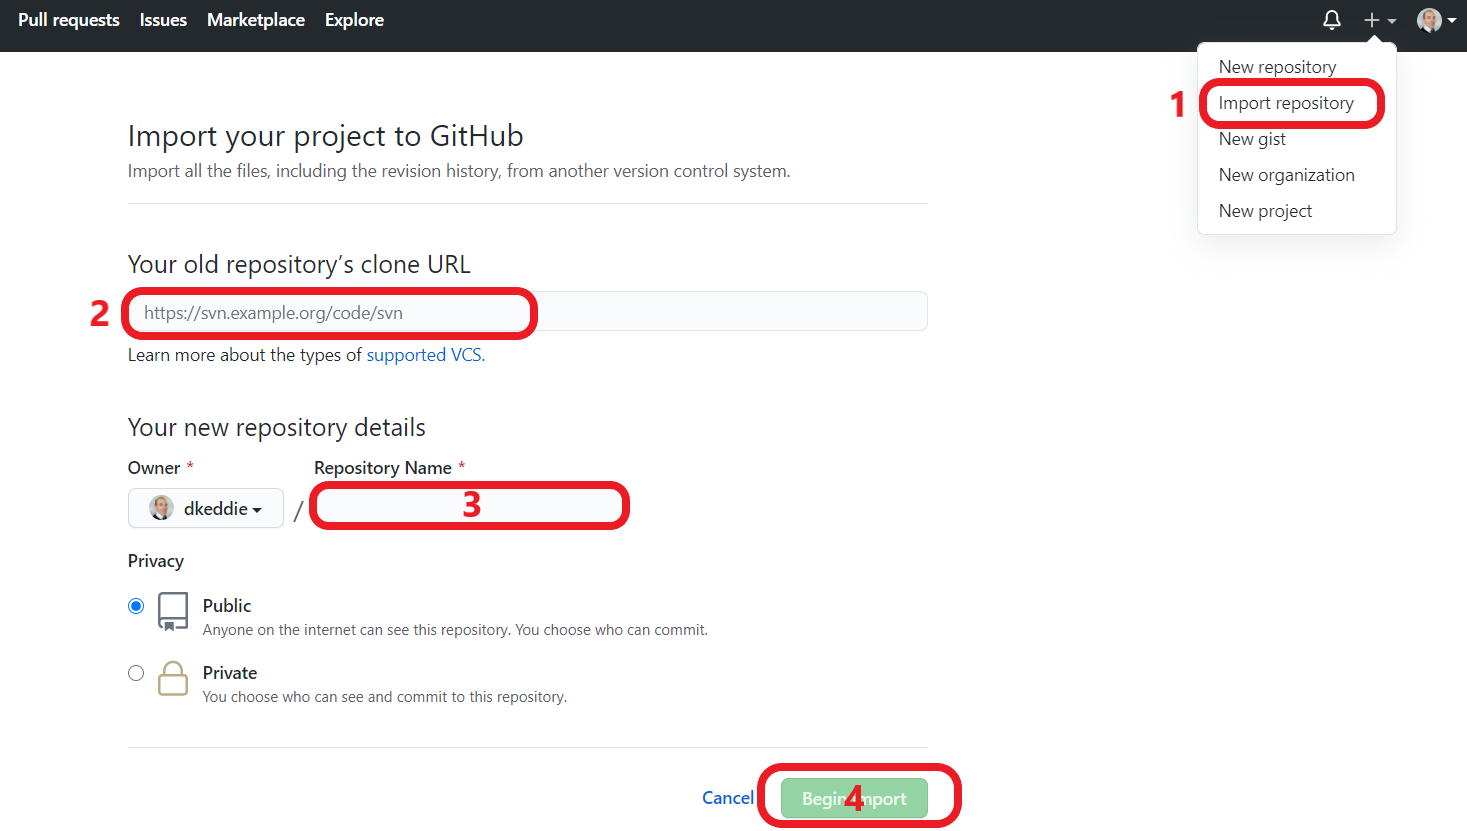 Pull requests Issues Marketplace Explore
New repository
1 Import repository
New gist
New organization
New project
Import your project to GitHub
Import all the files, including the revision history, from another version control system.
Your old repository’s clone URL
2 https://svn.example.org/code/svn
Learn more about the types of supported VCS.
Your new repository details
Owner * Repository Name *
dkeddie / 3
Privacy
Public
Anyone on the internet can see this repository. You choose who can commit.
Private
You choose who can see and commit to this repository.
Cancel Begin import 4